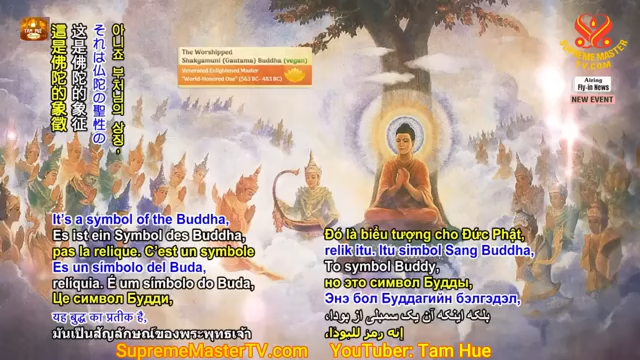 TAM HUE
這是佛陀的象徵
这是佛陀的象征
それは仏陀の聖性の
아니죠 부처님의 상징,
The Worshipped
Shakyamuni (Gautama) Buddha (vegan)
Venerated Enlightened Master
"World-Honored One" (563 BC- 483 BC)
SUPREME MASTER
TV.COM
Airing
Fly-in News
NEW EVENT
It's a symbol of the Buddha,
Es ist ein Symbol des Buddha,
pas la relique. C'est un symbole
Es un símbolo del Buda,
relíquia. É um símbolo do Buda,
Це символ Будди,
यह बुद्ध का प्रतीक है,
มันเป็นสัญลักษณ์ของพระพุทธเจ้า
Đó là biểu tượng cho Đức Phật,
relik itu. Itu simbol Sang Buddha,
To symbol Buddy,
но это символ Будды,
Энэ бол Буддагийн бэлгэдэл,
بلکه اینکه آن یک سمبلی از بودا،
إنه رمز للبوذا،
SupremeMasterTV.com
YouTuber: Tam Hue